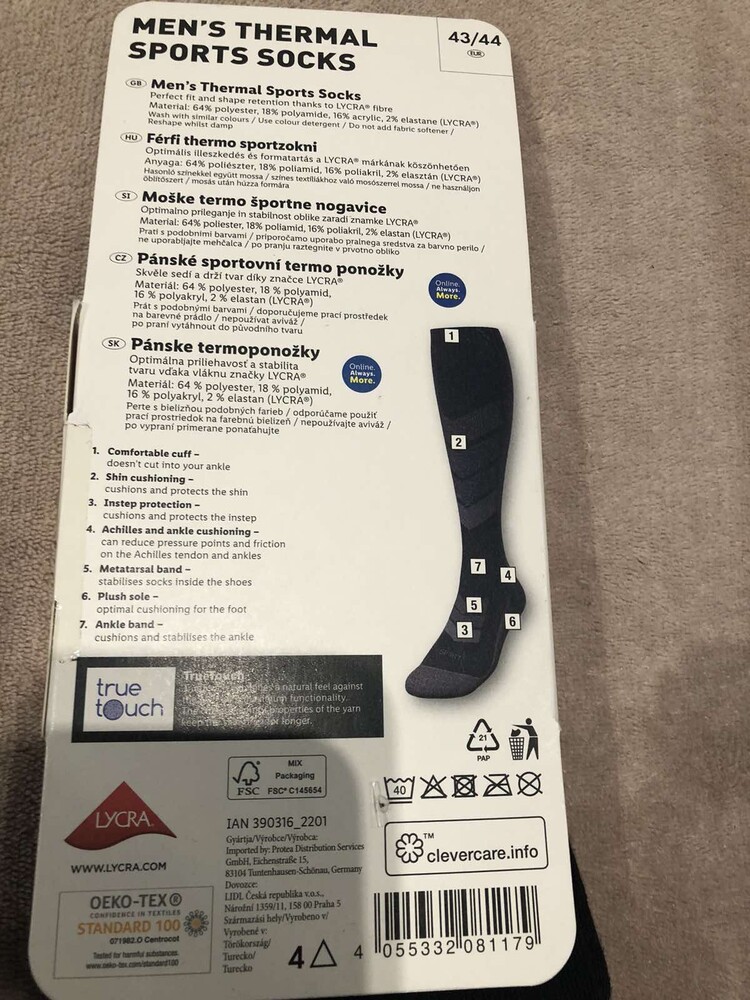 MEN'S THERMAL
SPORTS SOCKS
43/44
EUR
GB Men's Thermal Sports Socks
Perfect fit and shape retention thanks to LYCRA® fibre
Material: 64% polyester, 18% polyamide, 16% acrylic, 2% elastane (LYCRA®)
Wash with similar colours / Use colour detergent / Do not add fabric softener /
Reshape whilst damp
HU Férfi thermo sportzokni
Optimális illeszkedés és formatartás a LYCRA® márkának köszönhetően
Anyaga: 64% poliészter, 18% poliamid, 16% poliakril, 2% elasztán (LYCRA®)
Hasonló színekkel együtt mossa / színes textíliákhoz való mosószerrel mossa / ne használjon
öblítőszert / mosás után húzza formára
SI Moške termo športne nogavice
Optimalno prileganje in stabilnost oblike zaradi znamke LYCRA®
Material: 64% poliester, 18% poliamid, 16% poliakril, 2% elastan (LYCRA®)
Prati s podobnimi barvami / priporočamo uporabo pralnega sredstva za barvno perilo /
ne uporabljajte mehčalca / po pranju raztegnite v prvotno obliko
CZ Pánské sportovní termo ponožky
Skvěle sedí a drží tvar díky značce LYCRA®
Materiál: 64 % polyester, 18 % polyamid,
16 % polyakryl, 2 % elastan (LYCRA®)
Prát s podobnými barvami / doporučujeme prací prostředek
na barevné prádlo / nepoužívat aviváž /
po praní vytáhnout do původního tvaru
Online.
Always.
More.
SK Pánske termoponožky
Optimálna priliehavosť a stabilita
tvaru vďaka vláknu značky LYCRA®
Materiál: 64 % polyester, 18 % polyamid,
16 % polyakryl, 2 % elastan (LYCRA®)
Perte s bielizňou podobných farieb / odporúčame použiť
prací prostriedok na farebnú bielizeň / nepoužívajte aviváž /
po vypraní primerane ponaťahujte
Online.
Always.
More.
1. Comfortable cuff –
doesn't cut into your ankle
2. Shin cushioning –
cushions and protects the shin
3. Instep protection –
cushions and protects the instep
4. Achilles and ankle cushioning –
can reduce pressure points and friction
on the Achilles tendon and ankles
5. Metatarsal band –
stabilises socks inside the shoes
6. Plush sole –
optimal cushioning for the foot
7. Ankle band –
cushions and stabilises the ankle
1
2
7
4
5
6
3
true
touch
TrueTouch
a natural feel against
functionality.
properties of the yarn
keep for longer.
21
PAP
LYCRA®
WWW.LYCRA.COM
FSC
MIX
Packaging
FSC® C145654
40
TM
clevercare.info
IAN 390316_2201
Gyártja/Výrobce/Výrobca:
Imported by: Protea Distribution Services
GmbH, Eichenstraße 15,
83104 Tuntenhausen-Schönau, Germany
Dovozce:
LIDL Česká republika v.o.s.,
Nárožní 1359/11, 158 00 Praha 5
Származási hely/Vyrobeno v/
Vyrobené v:
Törökország/
Turecko/
Turecko
OEKO-TEX®
CONFIDENCE IN TEXTILES
STANDARD 100
071982.O Centrocot
Tested for harmful substances.
www.oeko-tex.com/standard100
4
4
055332 081179